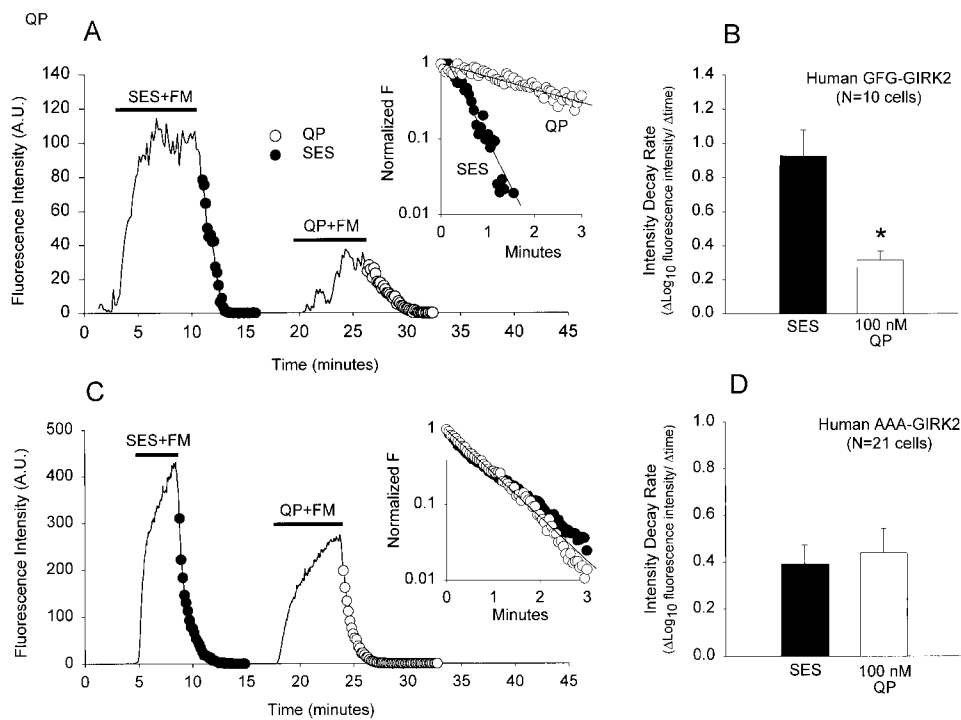 QP
A
Fluorescence Intensity (A.U.)
140
120
100
80
60
40
20
0
SES+FM
QP+FM
QP
SES
0 5 10 15 20 25 30 35 40 45
Time (minutes)
Normalized F
1
0.1
0.01
QP
SES
0 1 2 3
Minutes
B
Human GFG-GIRK2
(N=10 cells)
Intensity Decay Rate
(ΔLog10 fluorescence intensity/ Δtime)
1.4
1.2
1.0
0.8
0.6
0.4
0.2
0.0
*
SES
100 nM
QP
C
Fluorescence Intensity (A.U.)
500
400
300
200
100
0
SES+FM
QP+FM
0 5 10 15 20 25 30 35 40 45
Time (minutes)
Normalized F
1
0.1
0.01
0 1 2 3
Minutes
D
Human AAA-GIRK2
(N=21 cells)
Intensity Decay Rate
(ΔLog10 fluorescence intensity/ Δtime)
1.0
0.8
0.6
0.4
0.2
0.0
SES
100 nM
QP